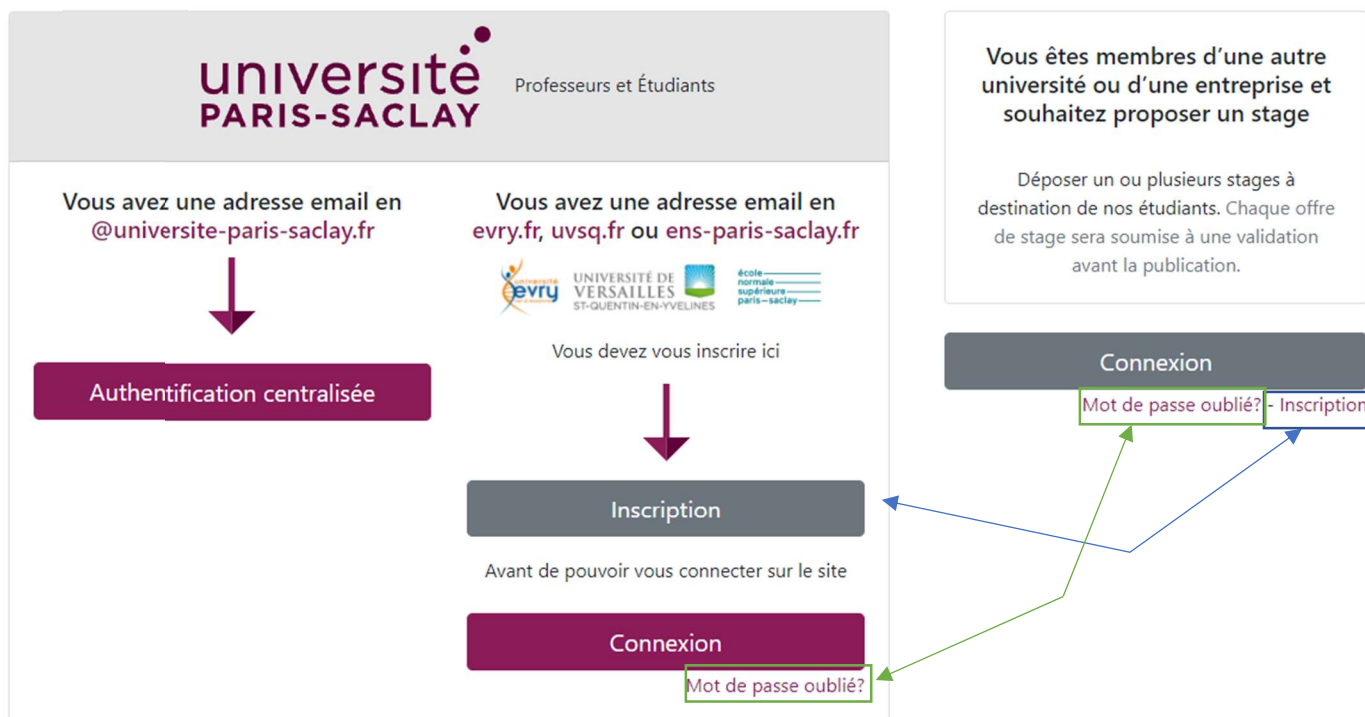 université
PARIS-SACLAY
Professeurs et Étudiants
Vous avez une adresse email en
@universite-paris-saclay.fr
Authentification centralisée
Vous avez une adresse email en
evry.fr, uvsq.fr ou ens-paris-saclay.fr
université
evry
UNIVERSITÉ DE
VERSAILLES
ST-QUENTIN-EN-YVELINES
école
normale
supérieure
paris-saclay
Vous devez vous inscrire ici
Inscription
Avant de pouvoir vous connecter sur le site
Connexion
Mot de passe oublié?
Vous êtes membres d'une autre
université ou d'une entreprise et
souhaitez proposer un stage
Déposer un ou plusieurs stages à
destination de nos étudiants. Chaque offre
de stage sera soumise à une validation
avant la publication.
Connexion
Mot de passe oublié? - Inscription